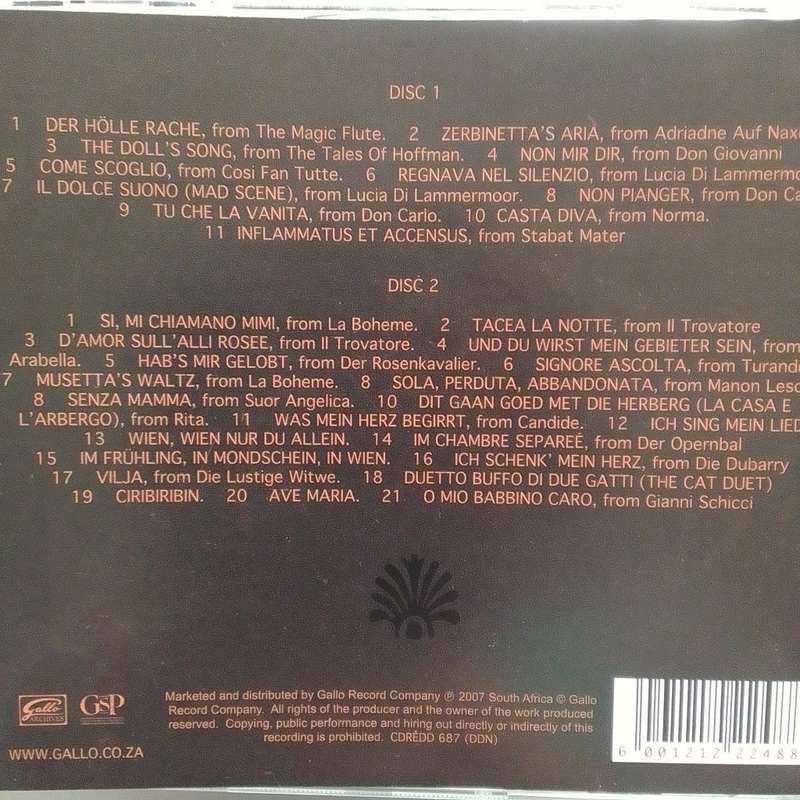 DISC 1
1 DER HÖLLE RACHE, from The Magic Flute. 2 ZERBINETTA'S ARIA, from Adriadne Auf Naxo
3 THE DOLL'S SONG, from The Tales Of Hoffman. 4 NON MIR DIR, from Don Giovanni
5 COME SCOGLIO, from Cosi Fan Tutte. 6 REGNAVA NEL SILENZIO, from Lucia Di Lammermo
7 IL DOLCE SUONO (MAD SCENE), from Lucia Di Lammermoor. 8 NON PIANGER, from Don Ca
9 TU CHE LA VANITA, from Don Carlo. 10 CASTA DIVA, from Norma.
11 INFLAMMATUS ET ACCENSUS, from Stabat Mater
DISC 2
1 SI, MI CHIAMANO MIMI, from La Boheme. 2 TACEA LA NOTTE, from Il Trovatore
3 D'AMOR SULL'ALLI ROSEE, from Il Trovatore. 4 UND DU WIRST MEIN GEBIETER SEIN, from
Arabella. 5 HAB'S MIR GELOBT, from Der Rosenkavalier. 6 SIGNORE ASCOLTA, from Turando
7 MUSETTA'S WALTZ, from La Boheme. 8 SOLA, PERDUTA, ABBANDONATA, from Manon Lesc
8 SENZA MAMMA, from Suor Angelica. 10 DIT GAAN GOED MET DIE HERBERG (LA CASA E
L'ARBERGO), from Rita. 11 WAS MEIN HERZ BEGIRRT, from Candide. 12 ICH SING MEIN LIED
13 WIEN, WIEN NUR DU ALLEIN. 14 IM CHAMBRE SEPAREÉ, from Der Opernbal
15 IM FRÜHLING, IN MONDSCHEIN, IN WIEN. 16 ICH SCHENK' MEIN HERZ, from Die Dubarry
17 VILJA, from Die Lustige Witwe. 18 DUETTO BUFFO DI DUE GATTI (THE CAT DUET)
19 CIRIBIRIBIN. 20 AVE MARIA. 21 O MIO BABBINO CARO, from Gianni Schicci
Gallo ARCHIVES GSP
Marketed and distributed by Gallo Record Company ℗ 2007 South Africa © Gallo
Record Company. All rights of the producer and the owner of the work produced
reserved. Copying, public performance and hiring out directly or indirectly of this
recording is prohibited. CDREDD 687 (DDN)
WWW.GALLO.CO.ZA
6 001212 22488